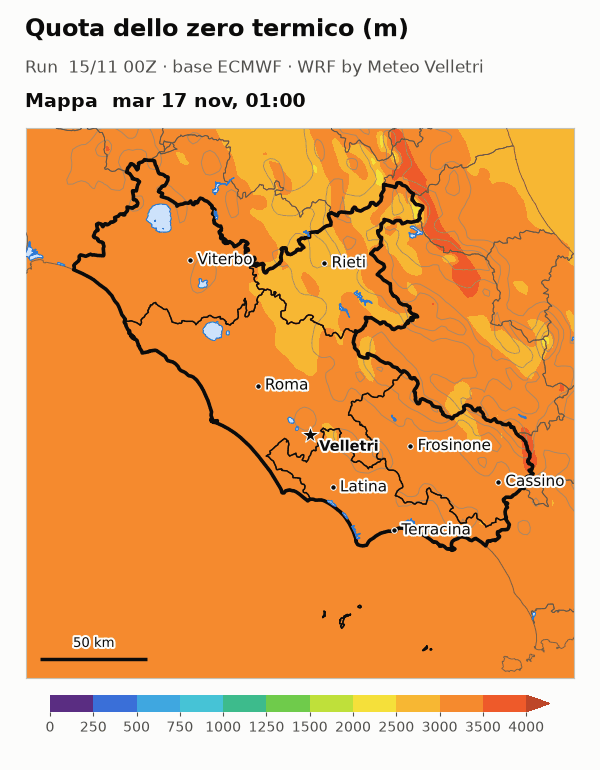 Quota dello zero termico (m)
Run  15/11 00Z · base ECMWF · WRF by Meteo Velletri
Mappa  mar 17 nov, 01:00
Viterbo
Rieti
Roma
Velletri
Frosinone
Latina
Cassino
Terracina
50 km
0 250 500 750 1000 1250 1500 2000 2500 3000 3500 4000